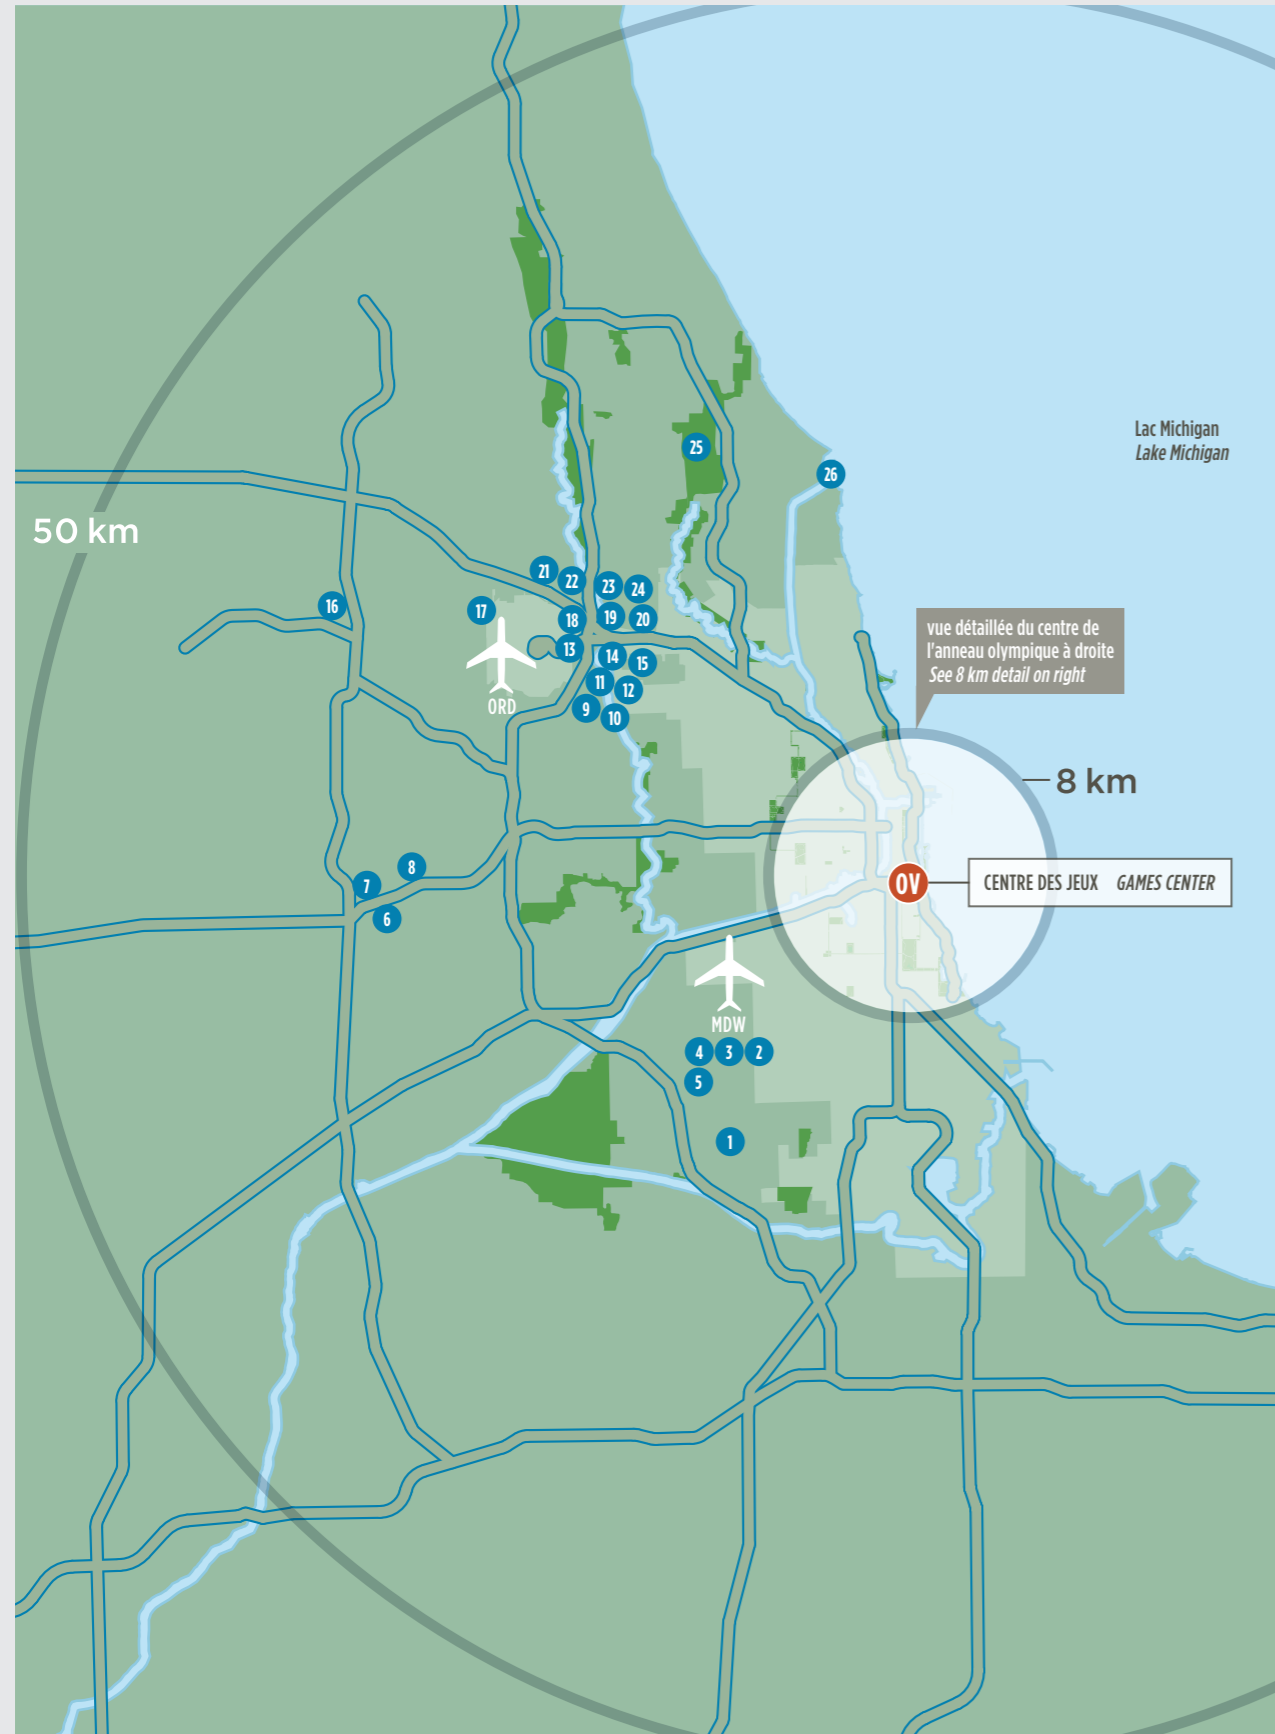 Lac Michigan
Lake Michigan
25
26
50 km
21
22
23
24
16
17
18
19
20
vue détaillée du centre de
l'anneau olympique à droite
See 8 km detail on right
13
14
15
11
12
ORD
9
10
8 km
8
7
OV
CENTRE DES JEUX GAMES CENTER
6
MDW
4
3
2
5
1